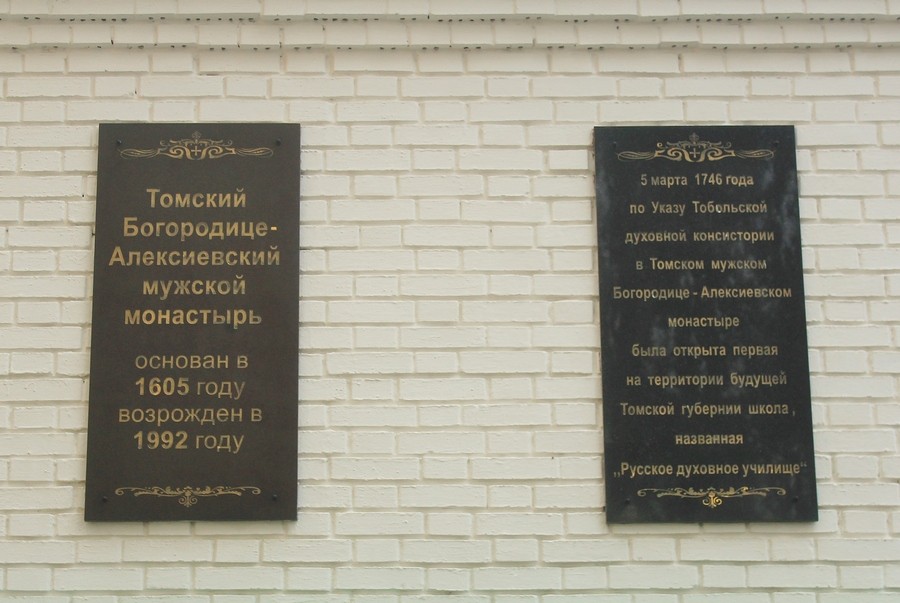 Томский
Богородице-
Алексиевский
мужской
монастырь
основан в
1605 году
возрожден в
1992 году
5 марта 1746 года
по Указу Тобольской
духовной консистории
в Томском мужском
Богородице - Алексиевском
монастыре
была открыта первая
на территории будущей
Томской губернии школа,
названная
„Русское духовное училище“